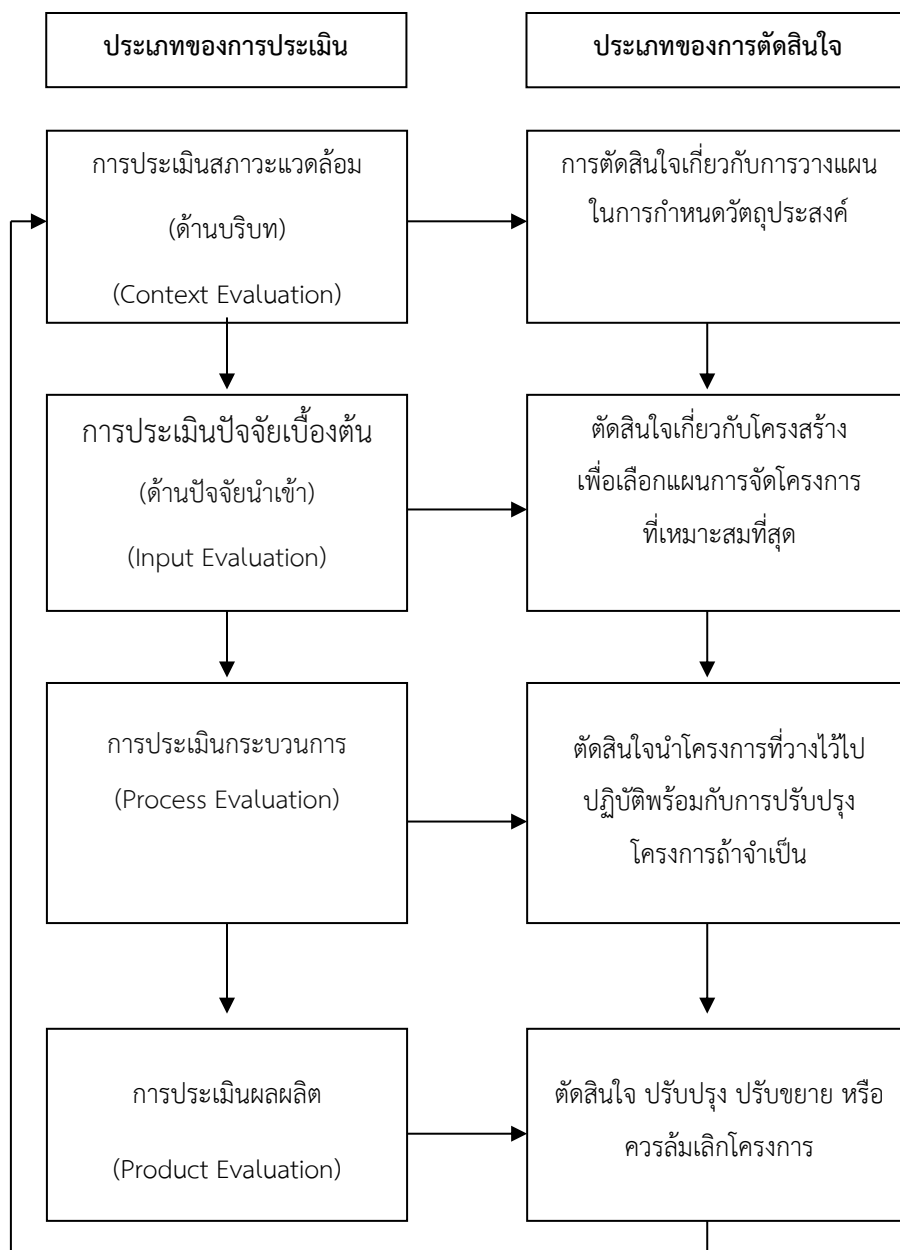 ประเภทของการประเมิน
ประเภทของการตัดสินใจ
การประเมินสภาวะแวดล้อม
(ด้านบริบท)
(Context Evaluation)
การตัดสินใจเกี่ยวกับการวางแผน
ในการกำหนดวัตถุประสงค์
การประเมินปัจจัยเบื้องต้น
(ด้านปัจจัยนำเข้า)
(Input Evaluation)
ตัดสินใจเกี่ยวกับโครงสร้าง
เพื่อเลือกแผนการจัดโครงการ
ที่เหมาะสมที่สุด
การประเมินกระบวนการ
(Process Evaluation)
ตัดสินใจนำโครงการที่วางไว้ไป
ปฏิบัติพร้อมกับการปรับปรุง
โครงการถ้าจำเป็น
การประเมินผลผลิต
(Product Evaluation)
ตัดสินใจ ปรับปรุง ปรับขยาย หรือ
ควรล้มเลิกโครงการ